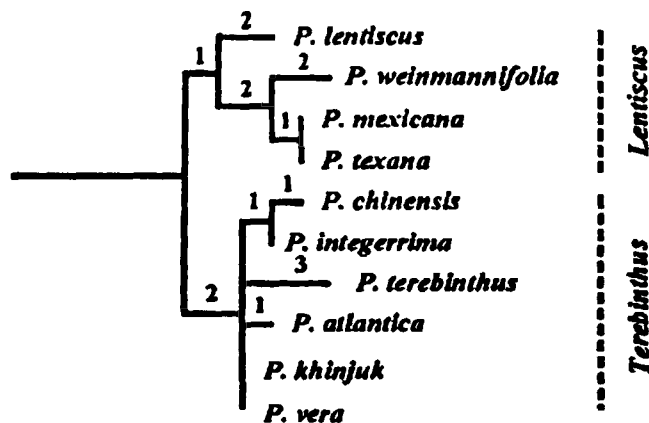 2 P. lentiscus
1 2 P. weinmannifolia
2
1 P. mexicana
P. texana
Lentiscus
1 1 P. chinensis
P. integerrima
3 P. terebinthus
2 1 P. atlantica
P. khinjuk
P. vera
Terebinthus